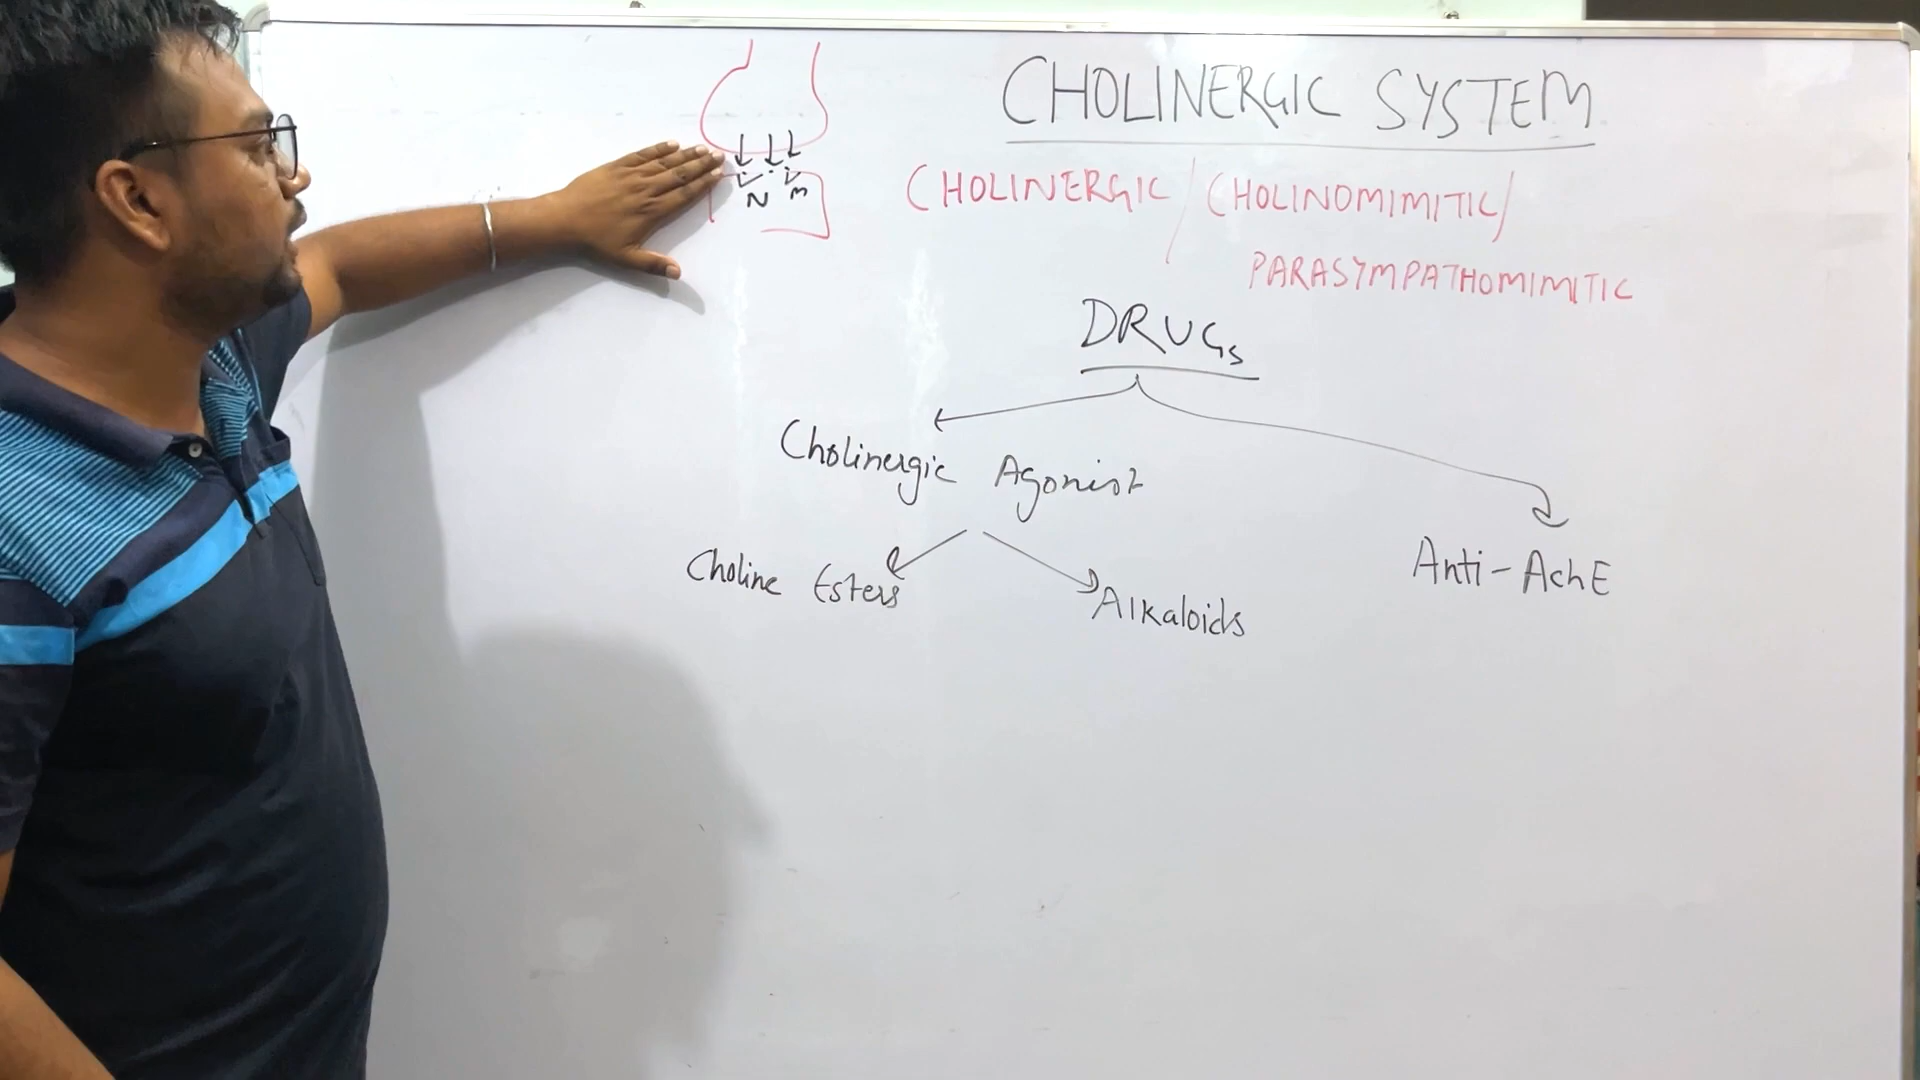 CHOLINERGIC SYSTEM
N M
CHOLINERGIC / CHOLINOMIMITIC /
PARASYMPATHOMIMITIC
DRUGS
Cholinergic Agonist
Choline Esters
Alkaloids
Anti-AchE